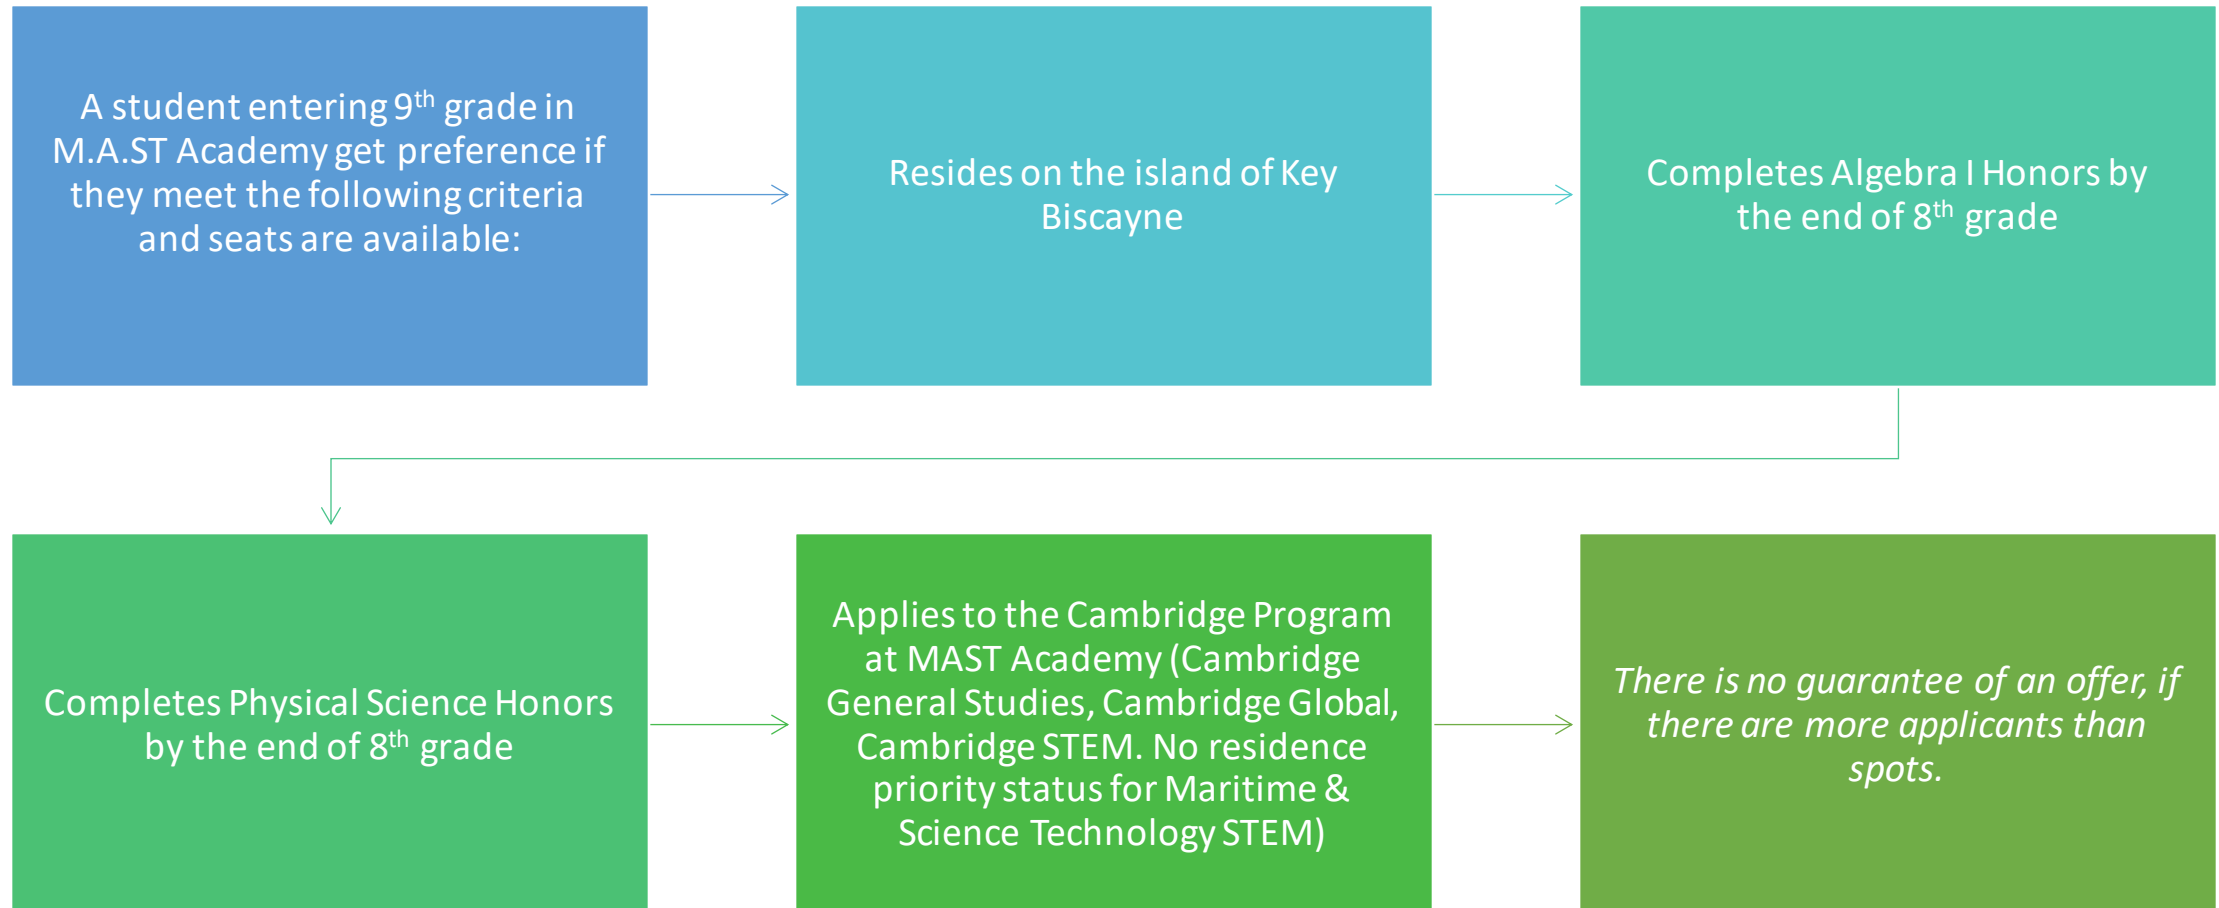 A student entering 9th grade in
M.A.ST Academy get preference if
they meet the following criteria
and seats are available:
Resides on the island of Key
Biscayne
Completes Algebra I Honors by
the end of 8th grade
Completes Physical Science Honors
by the end of 8th grade
Applies to the Cambridge Program
at MAST Academy (Cambridge
General Studies, Cambridge Global,
Cambridge STEM. No residence
priority status for Maritime &
Science Technology STEM)
There is no guarantee of an offer, if
there are more applicants than
spots.